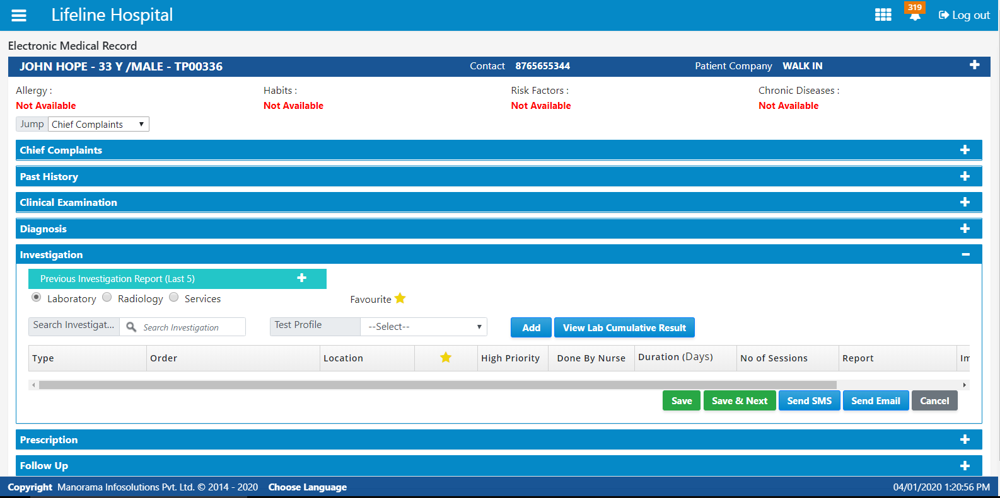 Lifeline Hospital
319
Log out
Electronic Medical Record
JOHN HOPE - 33 Y /MALE - TP00336 Contact 8765655344 Patient Company WALK IN
Allergy : Habits : Risk Factors : Chronic Diseases :
Not Available Not Available Not Available Not Available
Jump Chief Complaints
Chief Complaints
Past History
Clinical Examination
Diagnosis
Investigation
Previous Investigation Report (Last 5)
Laboratory Radiology Services Favourite
Search Investigat... Search Investigation Test Profile --Select-- Add View Lab Cumulative Result
Type Order Location High Priority Done By Nurse Duration (Days) No of Sessions Report Im
Save Save & Next Send SMS Send Email Cancel
Prescription
Follow Up
Copyright Manorama Infosolutions Pvt. Ltd. © 2014 - 2020 Choose Language 04/01/2020 1:20:56 PM